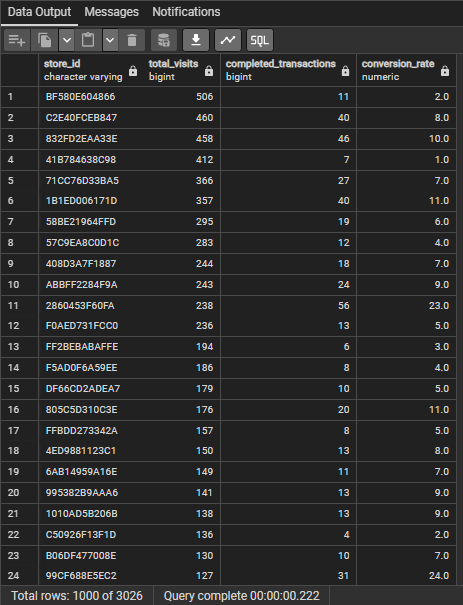 Data Output Messages Notifications
SQL
store_id total_visits completed_transactions conversion_rate
character varying bigint bigint numeric
1 BF580E604866 506 11 2.0
2 C2E40FCEB847 460 40 8.0
3 832FD2EAA33E 458 46 10.0
4 41B784638C98 412 7 1.0
5 71CC76D33BA5 366 27 7.0
6 1B1ED006171D 357 40 11.0
7 58BE21964FFD 295 19 6.0
8 57C9EA8C0D1C 283 12 4.0
9 408D3A7F1887 244 18 7.0
10 ABBFF2284F9A 243 24 9.0
11 2860453F60FA 238 56 23.0
12 F0AED731FCC0 236 13 5.0
13 FF2BEBABAFFE 194 6 3.0
14 F5AD0F6A59EE 186 8 4.0
15 DF66CD2ADEA7 179 10 5.0
16 805C5D310C3E 176 20 11.0
17 FFBDD273342A 157 8 5.0
18 4ED9881123C1 150 13 8.0
19 6AB14959A16E 149 11 7.0
20 995382B9AAA6 141 13 9.0
21 1010AD5B206B 138 13 9.0
22 C50926F13F1D 136 4 2.0
23 B06DF477008E 130 10 7.0
24 99CF688E5EC2 127 31 24.0
Total rows: 1000 of 3026 Query complete 00:00:00.222